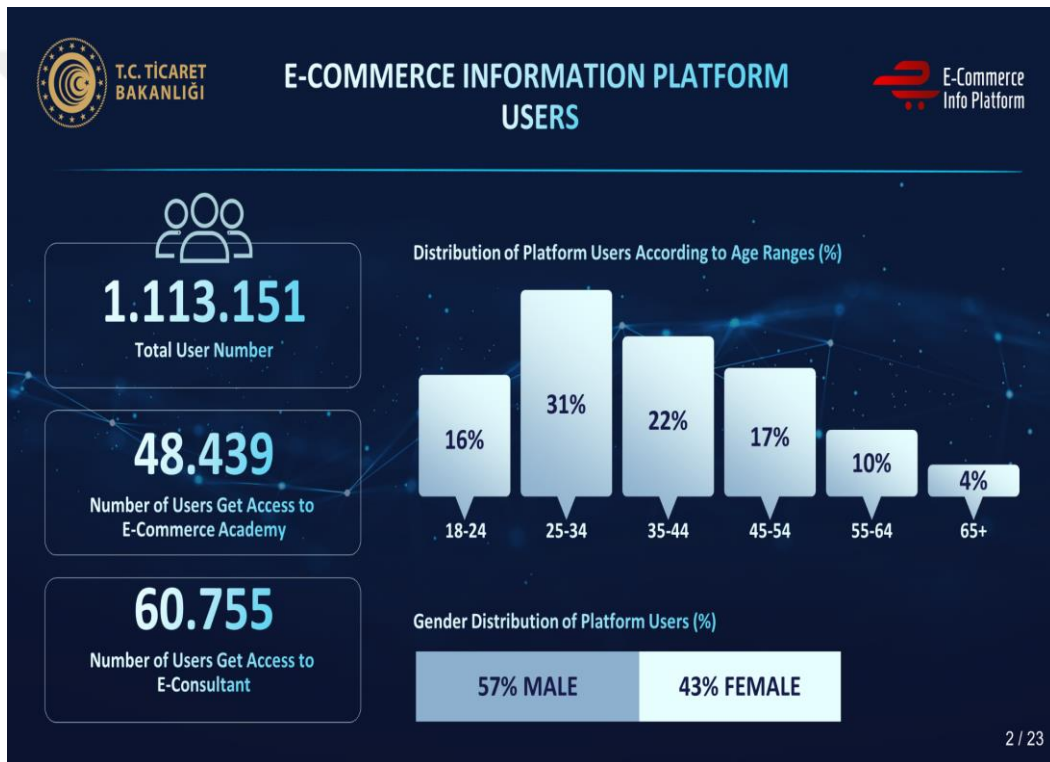 T.C. TİCARET
BAKANLIĞI
E-COMMERCE INFORMATION PLATFORM
USERS
E-Commerce
Info Platform
1.113.151
Total User Number
48.439
Number of Users Get Access to
E-Commerce Academy
60.755
Number of Users Get Access to
E-Consultant
Distribution of Platform Users According to Age Ranges (%)
16%
31%
22%
17%
10%
4%
18-24
25-34
35-44
45-54
55-64
65+
Gender Distribution of Platform Users (%)
57% MALE
43% FEMALE
2 / 23